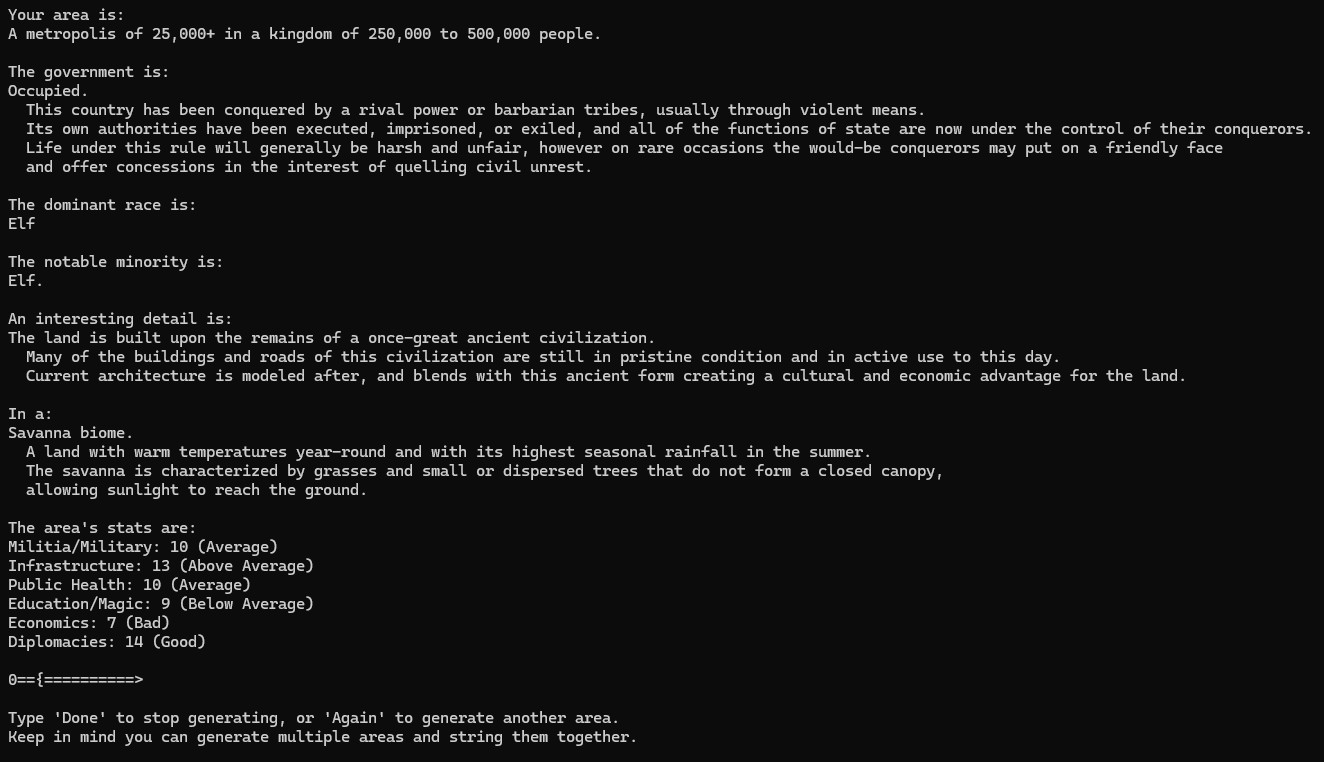 Your area is:
A metropolis of 25,000+ in a kingdom of 250,000 to 500,000 people.
The government is:
Occupied.
This country has been conquered by a rival power or barbarian tribes, usually through violent means.
Its own authorities have been executed, imprisoned, or exiled, and all of the functions of state are now under the control of their conquerors.
Life under this rule will generally be harsh and unfair, however on rare occasions the would-be conquerors may put on a friendly face
and offer concessions in the interest of quelling civil unrest.
The dominant race is:
Elf
The notable minority is:
Elf.
An interesting detail is:
The land is built upon the remains of a once-great ancient civilization.
Many of the buildings and roads of this civilization are still in pristine condition and in active use to this day.
Current architecture is modeled after, and blends with this ancient form creating a cultural and economic advantage for the land.
In a:
Savanna biome.
A land with warm temperatures year-round and with its highest seasonal rainfall in the summer.
The savanna is characterized by grasses and small or dispersed trees that do not form a closed canopy,
allowing sunlight to reach the ground.
The area's stats are:
Militia/Military: 10 (Average)
Infrastructure: 13 (Above Average)
Public Health: 10 (Average)
Education/Magic: 9 (Below Average)
Economics: 7 (Bad)
Diplomacies: 14 (Good)
0=={==========>
Type 'Done' to stop generating, or 'Again' to generate another area.
Keep in mind you can generate multiple areas and string them together.